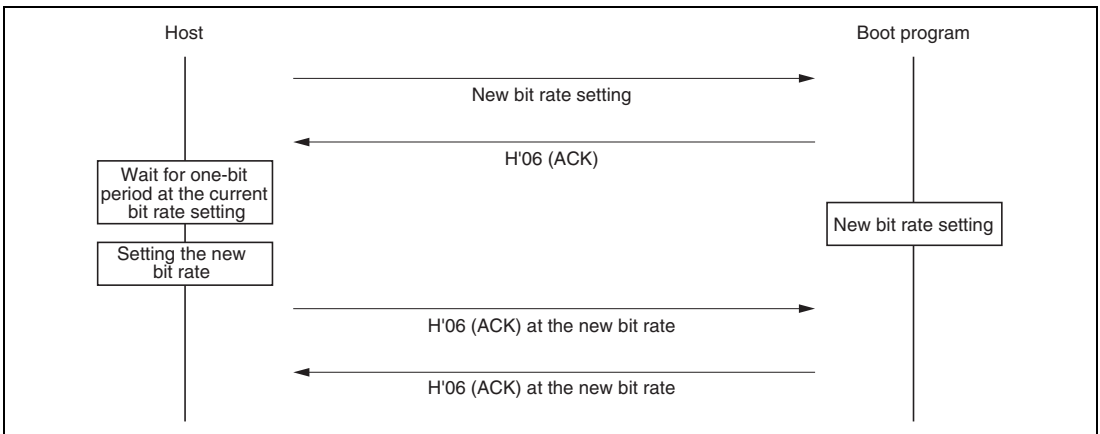 Host
Boot program
New bit rate setting
H'06 (ACK)
Wait for one-bit
period at the current
bit rate setting
New bit rate setting
Setting the new
bit rate
H'06 (ACK) at the new bit rate
H'06 (ACK) at the new bit rate